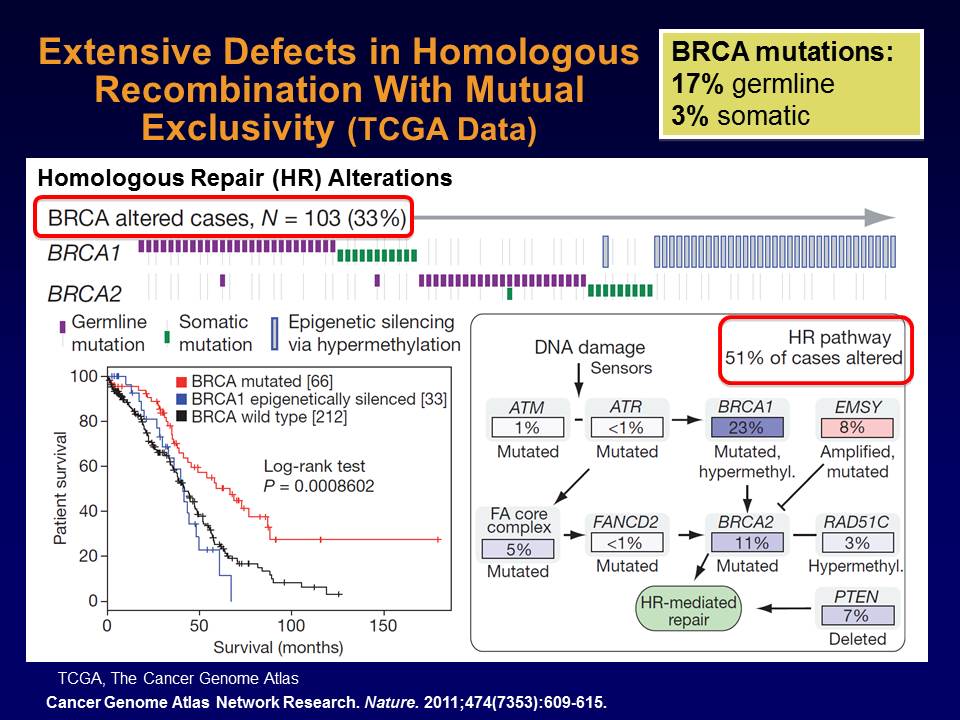 Extensive Defects in Homologous
Recombination With Mutual
Exclusivity (TCGA Data)
BRCA mutations:
17% germline
3% somatic
Homologous Repair (HR) Alterations
BRCA altered cases, N = 103 (33%)
BRCA1
BRCA2
Germline mutation
Somatic mutation
Epigenetic silencing via hypermethylation
100
80
60
40
20
0
Patient survival
BRCA mutated [66]
BRCA1 epigenetically silenced [33]
BRCA wild type [212]
Log-rank test
P = 0.0008602
0 50 100 150
Survival (months)
HR pathway
51% of cases altered
DNA damage
Sensors
ATM
1%
Mutated
ATR
<1%
Mutated
BRCA1
23%
Mutated,
hypermethyl.
EMSY
8%
Amplified,
mutated
FA core
complex
5%
Mutated
FANCD2
<1%
Mutated
BRCA2
11%
Mutated
RAD51C
3%
Hypermethyl.
HR-mediated
repair
PTEN
7%
Deleted
TCGA, The Cancer Genome Atlas
Cancer Genome Atlas Network Research. Nature. 2011;474(7353):609-615.